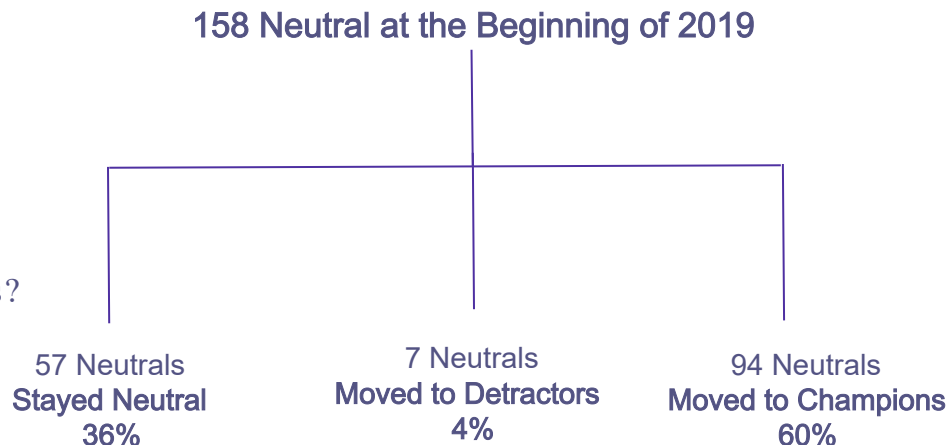 158 Neutral at the Beginning of 2019
?
57 Neutrals
Stayed Neutral
36%
7 Neutrals
Moved to Detractors
4%
94 Neutrals
Moved to Champions
60%